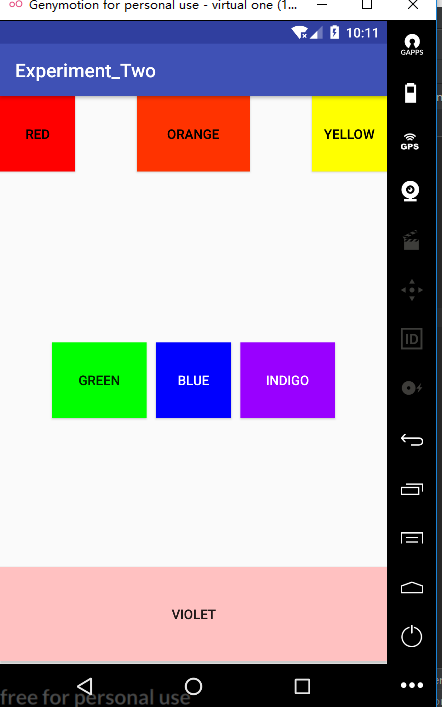 Genymotion for personal use - virtual one (1...
10:11
GAPPS
Experiment_Two
RED ORANGE YELLOW
GPS
ID
GREEN BLUE INDIGO
VIOLET
free for personal use